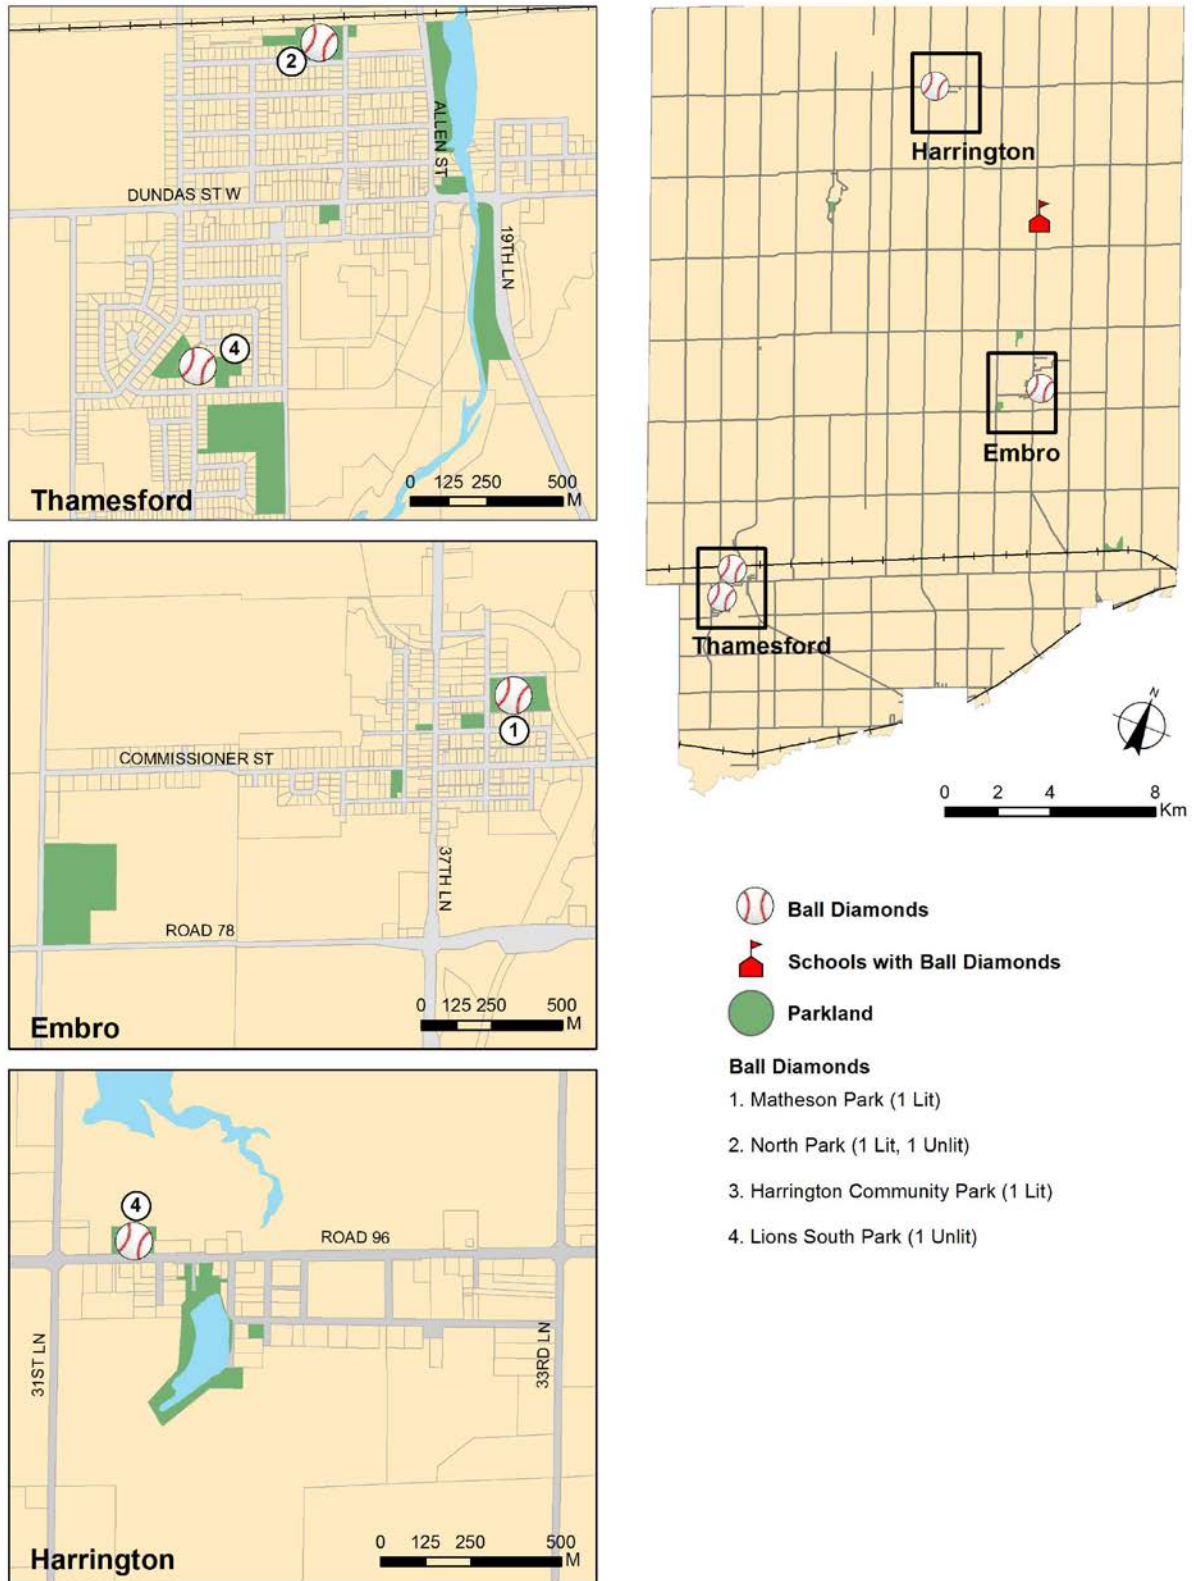 2
ALLEN ST
DUNDAS ST W
19TH LN
4
0 125 250 500
M
Thamesford
1
COMMISSIONER ST
37TH LN
ROAD 78
0 125 250 500
M
Embro
4
ROAD 96
31ST LN
33RD LN
0 125 250 500
M
Harrington
Harrington
Embro
Thamesford
N
0 2 4 8
Km
Ball Diamonds
Schools with Ball Diamonds
Parkland
Ball Diamonds
1. Matheson Park (1 Lit)
2. North Park (1 Lit, 1 Unlit)
3. Harrington Community Park (1 Lit)
4. Lions South Park (1 Unlit)